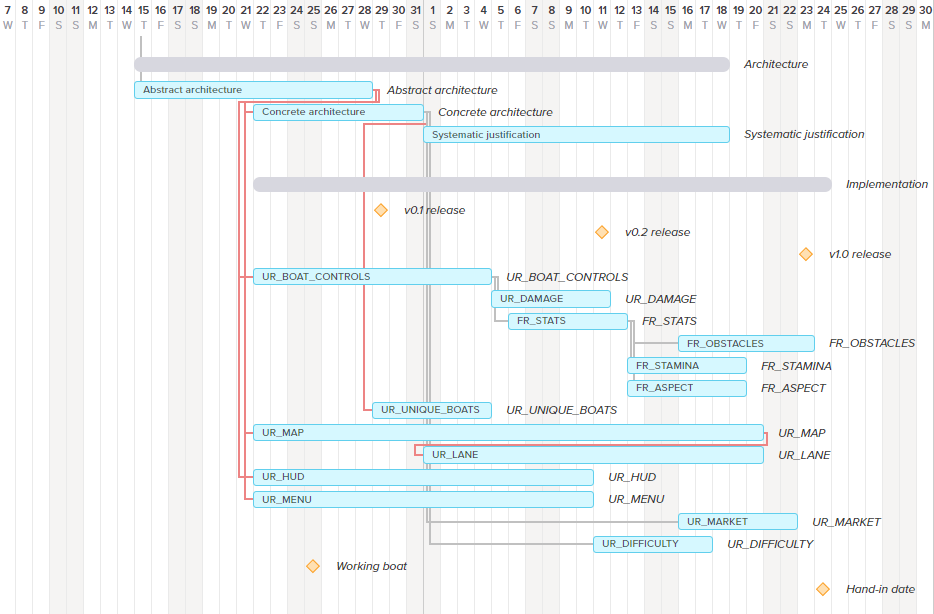 7 8 9 10 11 12 13 14 15 16 17 18 19 20 21 22 23 24 25 26 27 28 29 30 31 1 2 3 4 5 6 7 8 9 10 11 12 13 14 15 16 17 18 19 20 21 22 23 24 25 26 27 28 29 30
W T F S S M T W T F S S M T W T F S S M T W T F S S M T W T F S S M T W T F S S M T W T F S S M
Architecture
Abstract architecture Abstract architecture
Concrete architecture Concrete architecture
Systematic justification Systematic justification
Implementation
v0.1 release
v0.2 release
v1.0 release
UR_BOAT_CONTROLS UR_BOAT_CONTROLS
UR_DAMAGE UR_DAMAGE
FR_STATS FR_STATS
FR_OBSTACLES FR_OBSTACLES
FR_STAMINA FR_STAMINA
FR_ASPECT FR_ASPECT
UR_UNIQUE_BOATS UR_UNIQUE_BOATS
UR_MAP UR_MAP
UR_LANE UR_LANE
UR_HUD UR_HUD
UR_MENU UR_MENU
UR_MARKET UR_MARKET
UR_DIFFICULTY UR_DIFFICULTY
Working boat
Hand-in date